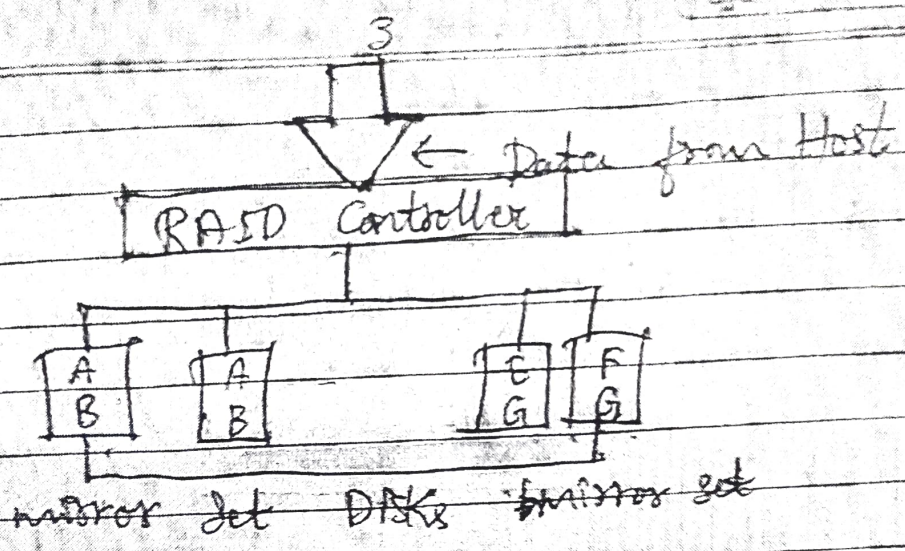 3
← Data from Host
RAID Controller
A A E F
B B G G
mirror set DISKs mirror set